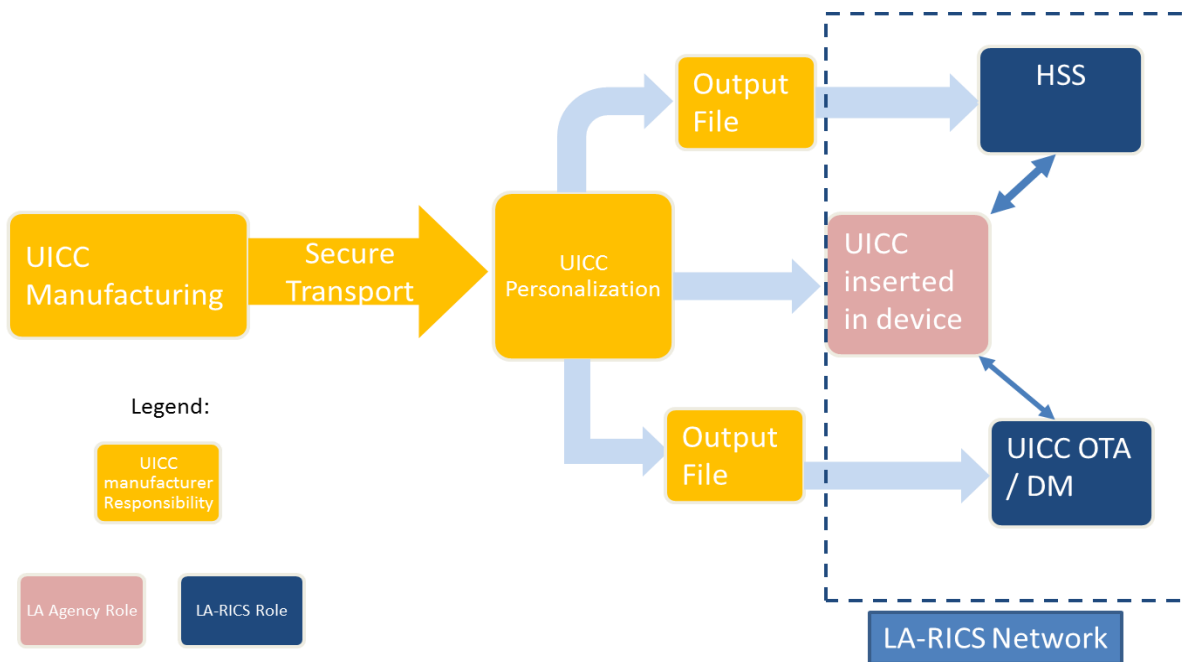 Output
File
HSS
UICC
Manufacturing
Secure
Transport
UICC
Personalization
UICC
inserted
in device
Output
File
UICC OTA
/ DM
Legend:
UICC
manufacturer
Responsibility
LA Agency Role
LA-RICS Role
LA-RICS Network